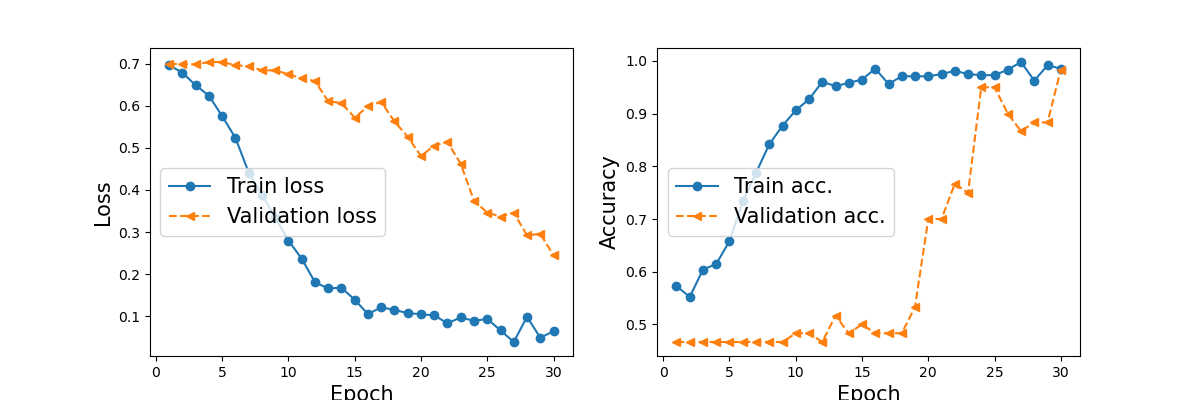 0.7
0.6
0.5
0.4
0.3
0.2
0.1
Loss
Train loss
Validation loss
0 5 10 15 20 25 30
Epoch
1.0
0.9
0.8
0.7
0.6
0.5
Accuracy
Train acc.
Validation acc.
0 5 10 15 20 25 30
Epoch